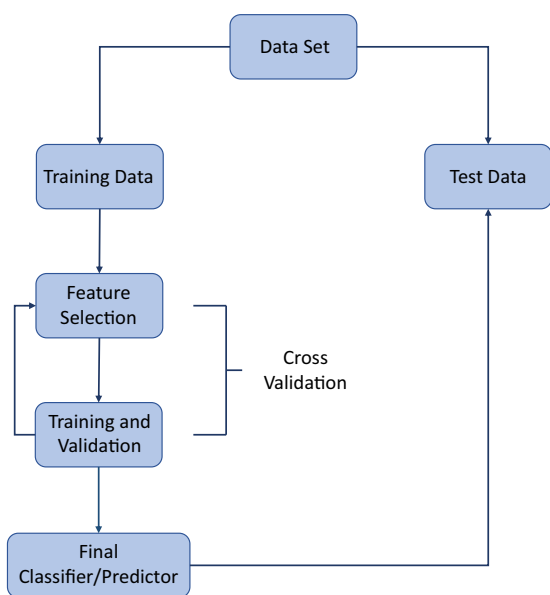 Data Set
Training Data
Test Data
Feature
Selection
Cross
Validation
Training and
Validation
Final
Classifier/Predictor